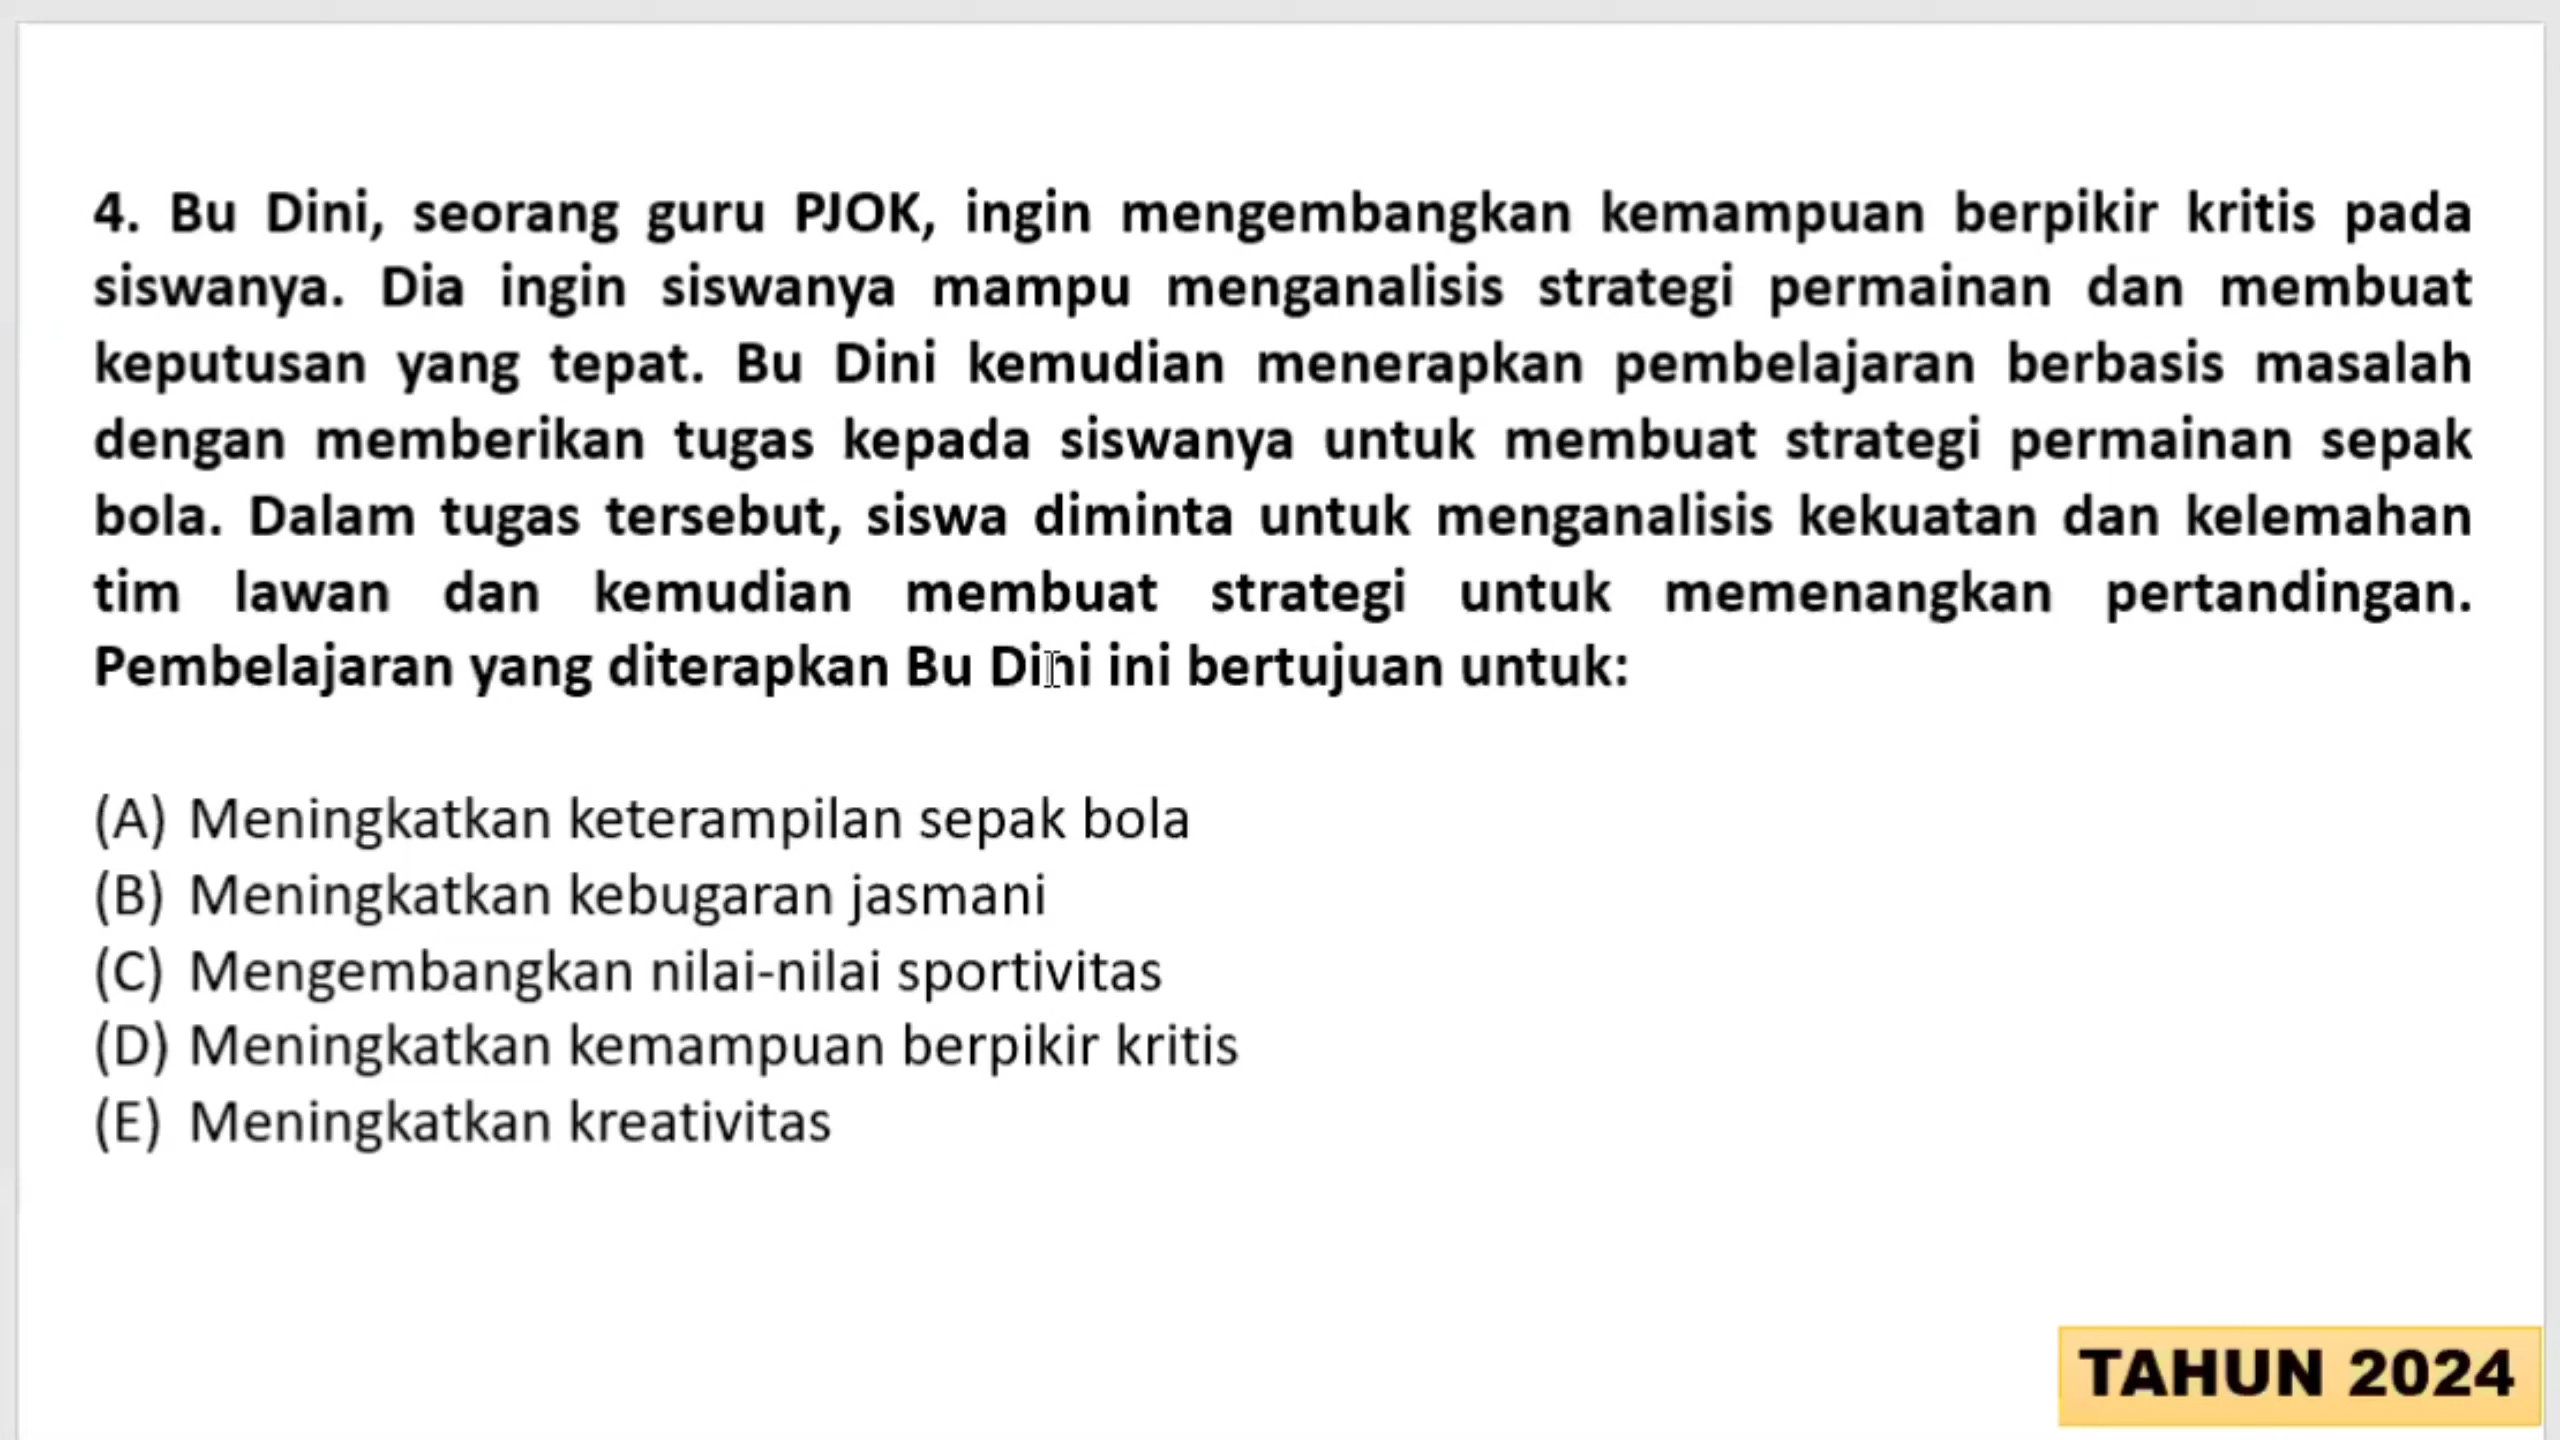 4. Bu Dini, seorang guru PJOK, ingin mengembangkan kemampuan berpikir kritis pada
siswanya. Dia ingin siswanya mampu menganalisis strategi permainan dan membuat
keputusan yang tepat. Bu Dini kemudian menerapkan pembelajaran berbasis masalah
dengan memberikan tugas kepada siswanya untuk membuat strategi permainan sepak
bola. Dalam tugas tersebut, siswa diminta untuk menganalisis kekuatan dan kelemahan
tim lawan dan kemudian membuat strategi untuk memenangkan pertandingan.
Pembelajaran yang diterapkan Bu Dini ini bertujuan untuk:
(A) Meningkatkan keterampilan sepak bola
(B) Meningkatkan kebugaran jasmani
(C) Mengembangkan nilai-nilai sportivitas
(D) Meningkatkan kemampuan berpikir kritis
(E) Meningkatkan kreativitas
TAHUN 2024